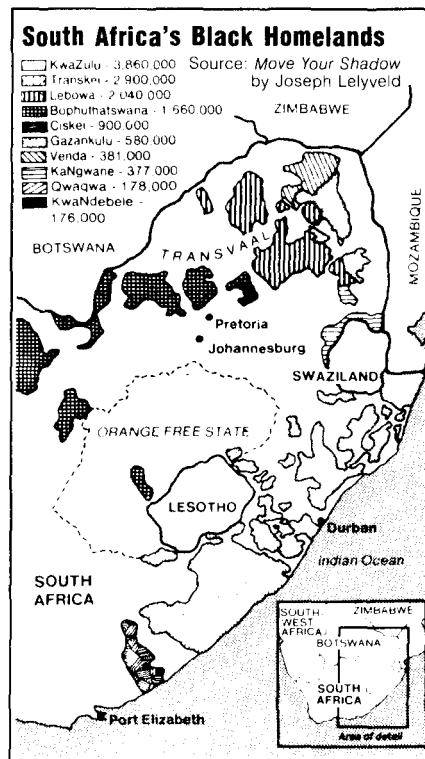 South Africa's Black Homelands
Source: Move Your Shadow
by Joseph Lelyveld
KwaZulu - 3,860,000
Transkei - 2,900,000
Lebowa - 2,040,000
Bophuthatswana - 1,660,000
Ciskei - 900,000
Gazankulu - 580,000
Venda - 381,000
KaNgwane - 377,000
Qwaqwa - 178,000
KwaNdebele -
176,000
ZIMBABWE
BOTSWANA
TRANSVAAL
MOZAMBIQUE
Pretoria
Johannesburg
SWAZILAND
ORANGE FREE STATE
LESOTHO
Durban
Indian Ocean
SOUTH
AFRICA
Port Elizabeth
SOUTH
WEST
AFRICA
ZIMBABWE
BOTSWANA
SOUTH
AFRICA
Area of detail